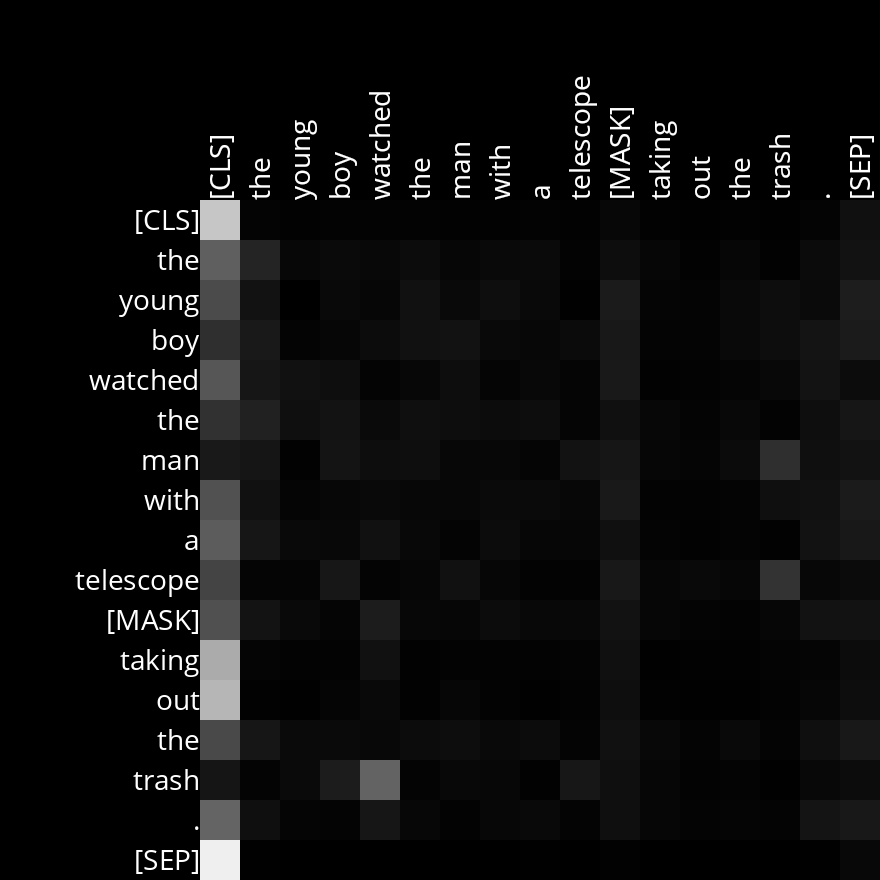 [CLS] the young boy watched the man with a telescope [MASK] taking out the trash . [SEP]
[CLS]
the
young
boy
watched
the
man
with
a
telescope
[MASK]
taking
out
the
trash
.
[SEP]